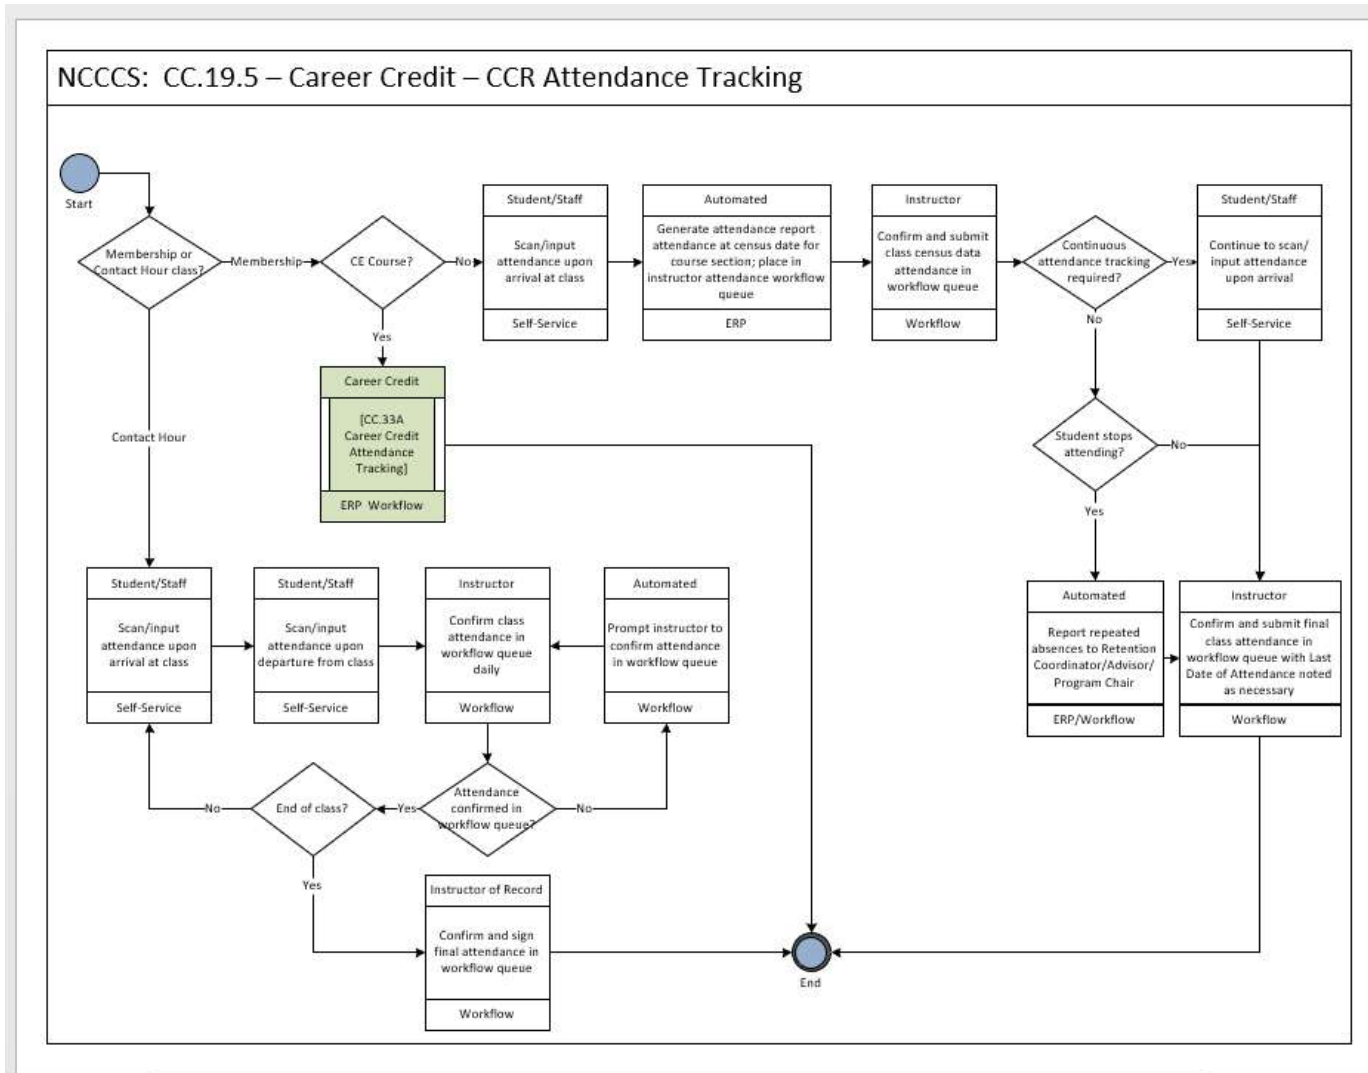 NCCCS:  CC.19.5 – Career Credit – CCR Attendance Tracking
Start
Membership or
Contact Hour class?
Membership
CE Course?
No
Yes
Student/Staff
Scan/input
attendance upon
arrival at class
Self-Service
Automated
Generate attendance report
attendance at census date for
course section; place in
instructor attendance workflow
queue
ERP
Instructor
Confirm and submit
class census data
attendance in
workflow queue
Workflow
Continuous
attendance tracking
required?
Yes
No
Student/Staff
Continue to scan/
input attendance
upon arrival
Self-Service
Career Credit
[CC.33A
Career Credit
Attendance
Tracking]
ERP  Workflow
Contact Hour
Student stops
attending?
No
Yes
Student/Staff
Scan/input
attendance upon
arrival at class
Self-Service
Student/Staff
Scan/input
attendance upon
departure from class
Self-Service
Instructor
Confirm class
attendance in
workflow queue
daily
Workflow
Automated
Prompt instructor to
confirm attendance
in workflow queue
Workflow
Automated
Report repeated
absences to Retention
Coordinator/Advisor/
Program Chair
ERP/Workflow
Instructor
Confirm and submit final
class attendance in
workflow queue with Last
Date of Attendance noted
as necessary
Workflow
No
End of class?
Yes
Attendance
confirmed in
workflow queue?
No
Yes
Instructor of Record
Confirm and sign
final attendance in
workflow queue
Workflow
End